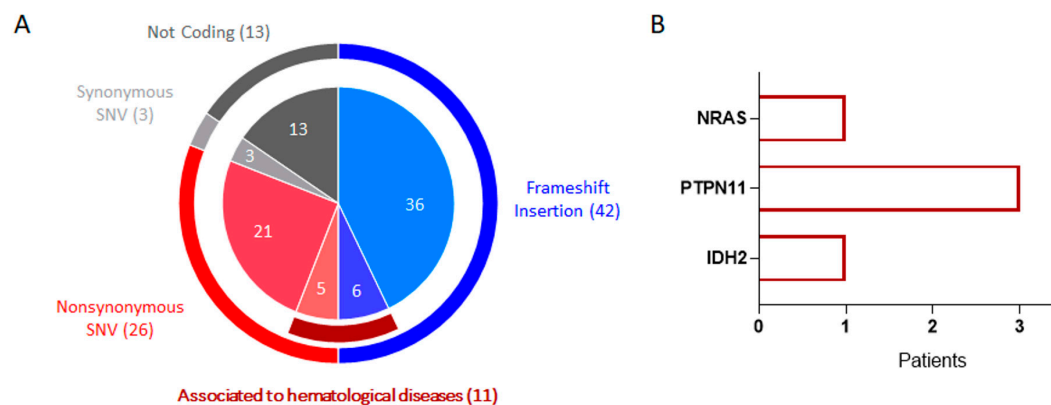 A
Not Coding (13)
Synonymous
SNV (3)
13
3
36
21
5
6
Frameshift
Insertion (42)
Nonsynonymous
SNV (26)
Associated to hematological diseases (11)
B
NRAS
PTPN11
IDH2
0 1 2 3
Patients